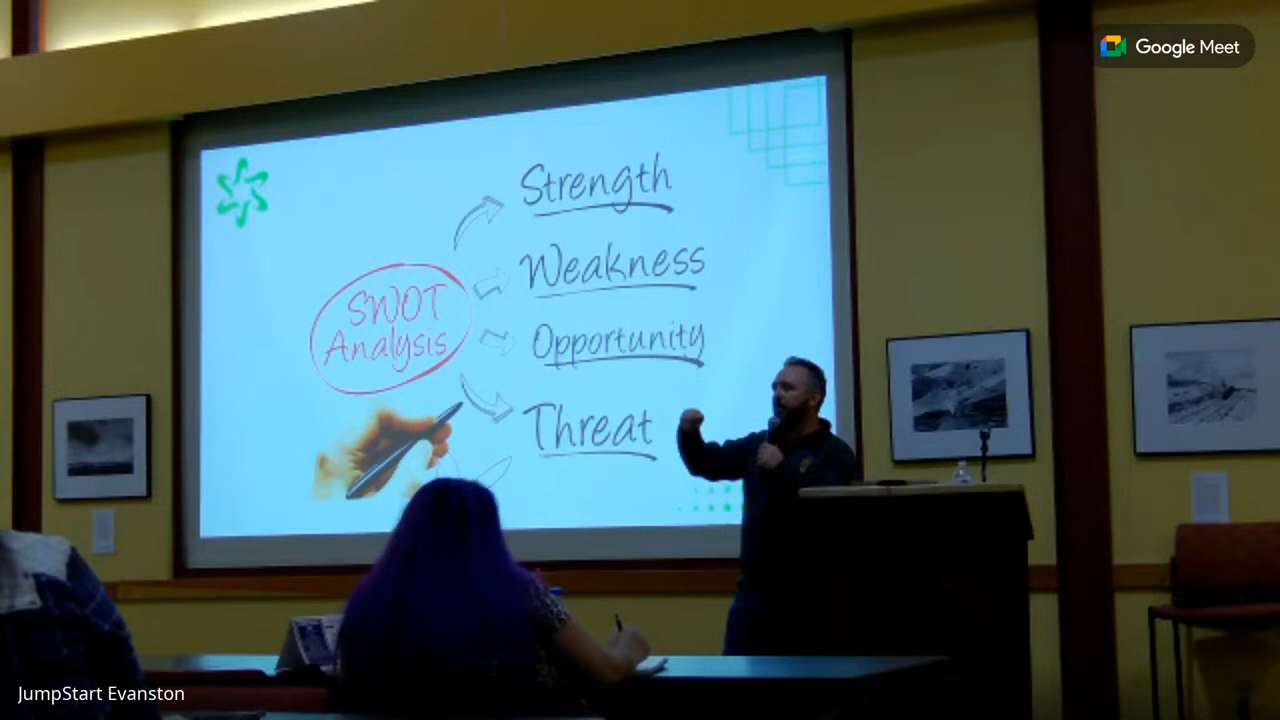 Google Meet
Strength
Weakness
SWOT
Analysis
Opportunity
Threat
JumpStart Evanston